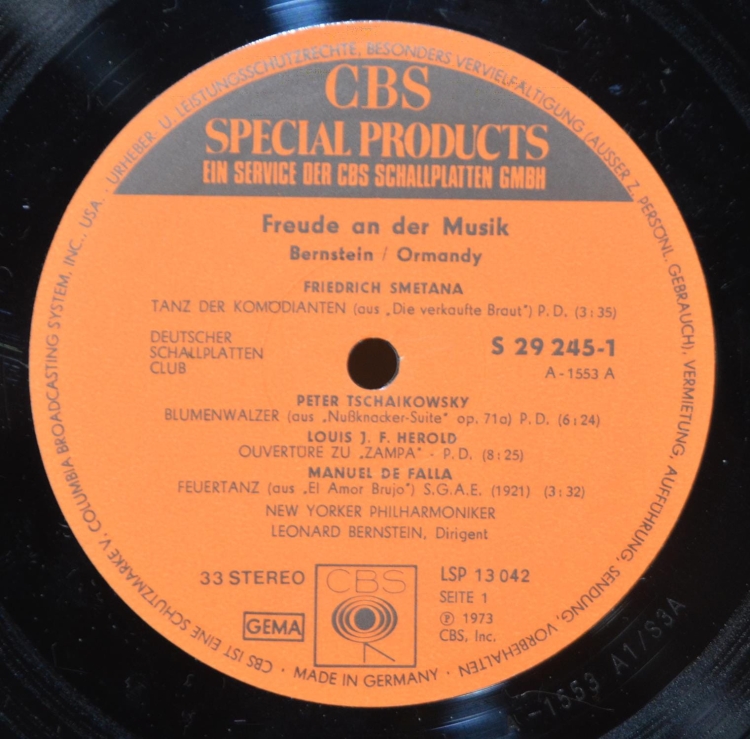 CBS
SPECIAL PRODUCTS
EIN SERVICE DER CBS SCHALLPLATTEN GMBH
Freude an der Musik
Bernstein / Ormandy
FRIEDRICH SMETANA
TANZ DER KOMÖDIANTEN (aus „Die verkaufte Braut") P.D. (3:35)
DEUTSCHER
SCHALLPLATTEN
CLUB
S 29 245-1
A-1553 A
PETER TSCHAIKOWSKY
BLUMENWALZER (aus „Nußknacker-Suite" op. 71a) P.D. (6:24)
LOUIS J. F. HEROLD
OUVERTÜRE ZU „ZAMPA" - P.D. (8:25)
MANUEL DE FALLA
FEUERTANZ (aus „El Amor Brujo") S.G.A.E. (1921) (3:32)
NEW YORKER PHILHARMONIKER
LEONARD BERNSTEIN, Dirigent
33 STEREO
GEMA
CBS
LSP 13 042
SEITE 1
Ⓟ 1973
CBS, Inc.
CBS IST EINE SCHUTZMARKE V. COLUMBIA BROADCASTING SYSTEM, INC., USA. URHEBER. U. LEISTUNGSSCHUTZRECHTE, BESONDERS VERVIELFÄLTIGUNG (AUSSER Z. PERSÖNL. GEBRAUCH), VERMIETUNG, AUFFÜHRUNG, SENDUNG, VORBEHALTEN · MADE IN GERMANY ·
-1553 A1/S3A